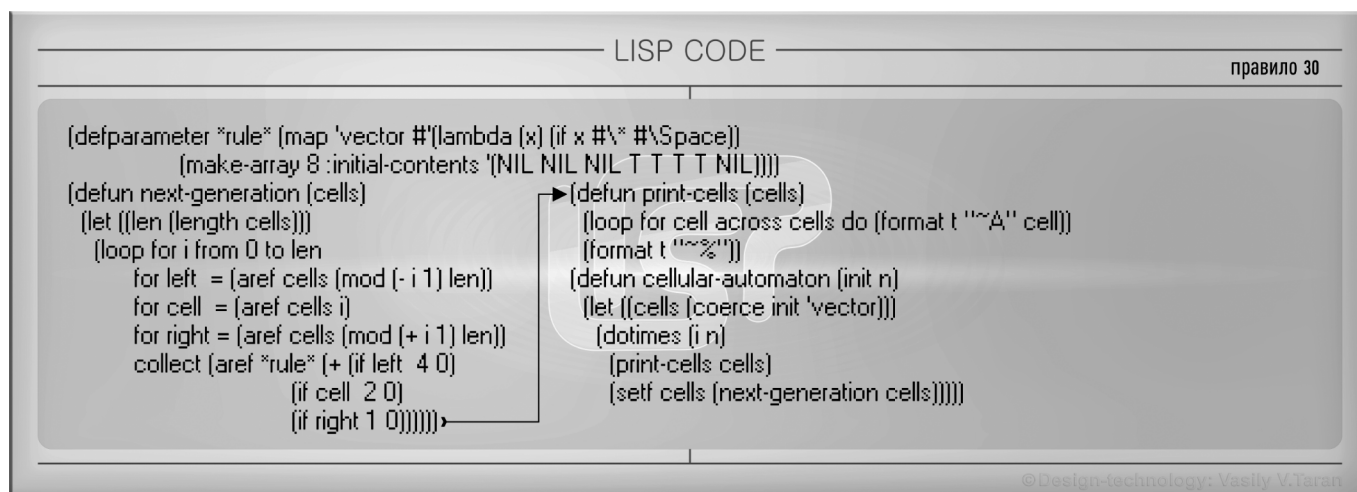 LISP CODE
правило 30
(defparameter *rule* (map 'vector #'(lambda (x) (if x #\* #\Space))
(make-array 8 :initial-contents '(NIL NIL NIL T T T T NIL))))
(defun next-generation (cells)
(let ((len (length cells)))
(loop for i from 0 to len
for left = (aref cells (mod (- i 1) len))
for cell = (aref cells i)
for right = (aref cells (mod (+ i 1) len))
collect (aref *rule* (+ (if left 4 0)
(if cell 2 0)
(if right 1 0))))))
(defun print-cells (cells)
(loop for cell across cells do (format t "~A" cell))
(format t "~%"))
(defun cellular-automaton (init n)
(let ((cells (coerce init 'vector)))
(dotimes (i n)
(print-cells cells)
(setf cells (next-generation cells)))))
LISP
©Design-technology: Vasily V.Taran